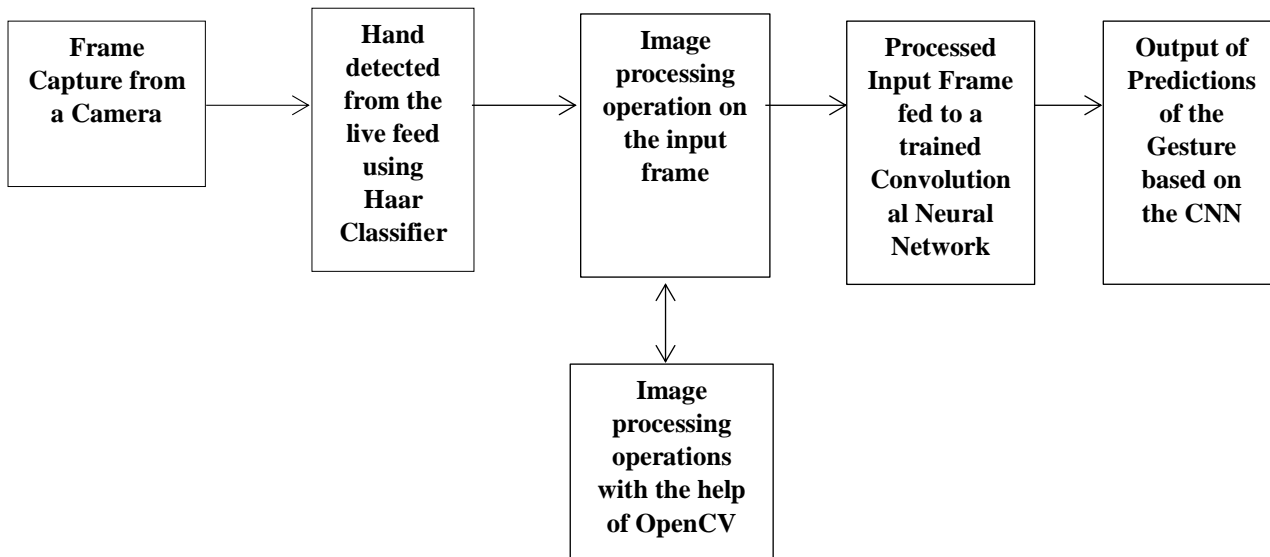 Frame
Capture from
a Camera
Hand
detected
from the
live feed
using
Haar
Classifier
Image
processing
operation on
the input
frame
Processed
Input Frame
fed to a
trained
Convolution
al Neural
Network
Output of
Predictions
of the
Gesture
based on
the CNN
Image
processing
operations
with the help
of OpenCV